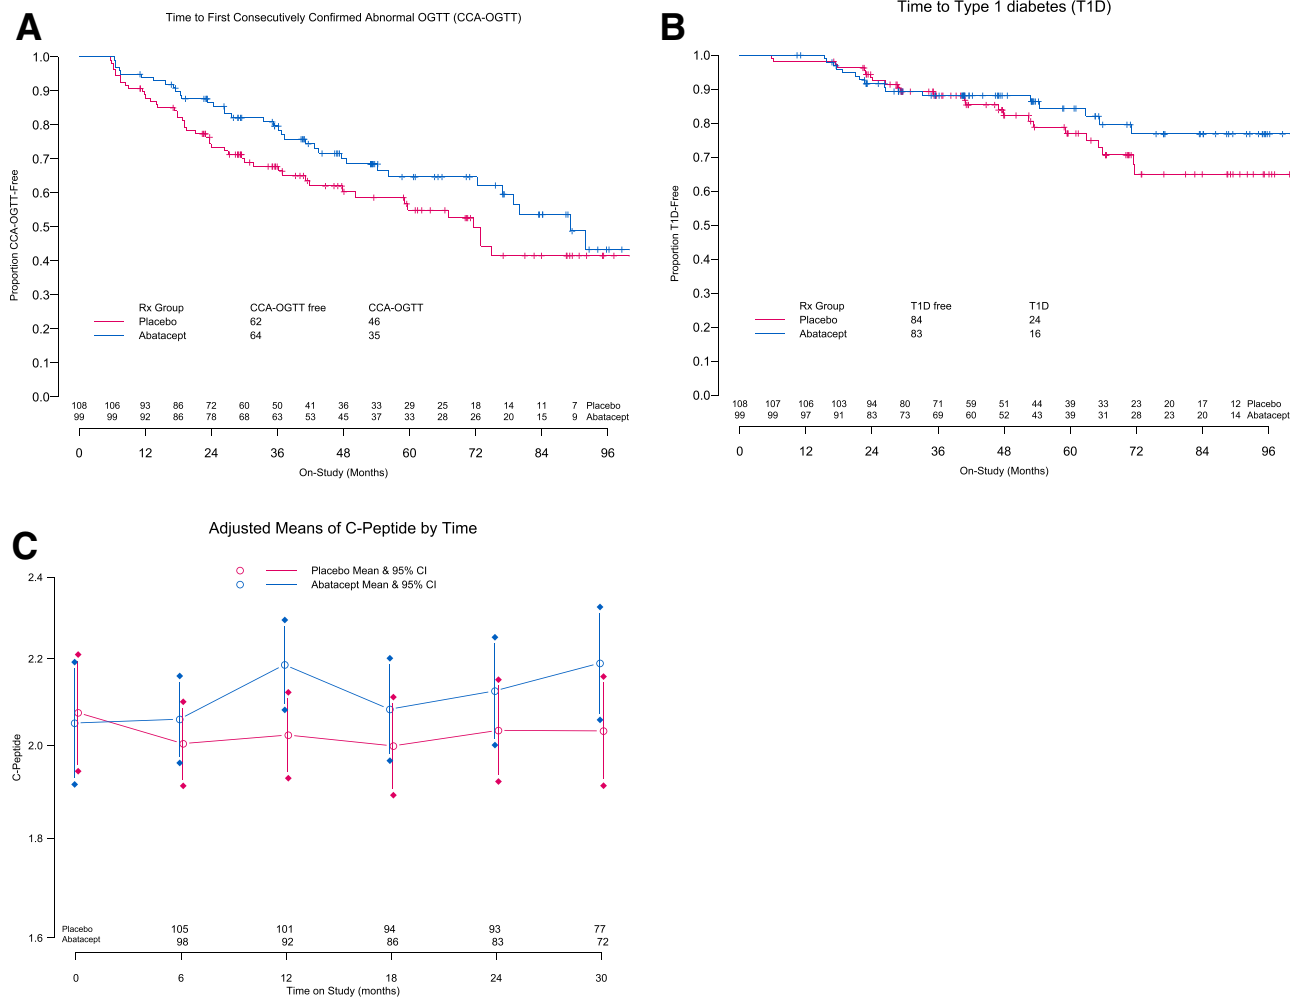 A
Time to First Consecutively Confirmed Abnormal OGTT (CCA-OGTT)
Proportion CCA-OGTT-Free
1.0
0.9
0.8
0.7
0.6
0.5
0.4
0.3
0.2
0.1
0.0
Rx Group CCA-OGTT free CCA-OGTT
Placebo 62 46
Abatacept 64 35
108 106 93 86 72 60 50 41 36 33 29 25 18 14 11 7 Placebo
99 99 92 86 78 68 63 53 45 37 33 28 26 20 15 9 Abatacept
0 12 24 36 48 60 72 84 96
On-Study (Months)
B
Time to Type 1 diabetes (T1D)
Proportion T1D-Free
1.0
0.9
0.8
0.7
0.6
0.5
0.4
0.3
0.2
0.1
0.0
Rx Group T1D free T1D
Placebo 84 24
Abatacept 83 16
108 107 106 103 94 80 71 59 51 44 39 33 23 20 17 12 Placebo
99 99 97 91 83 73 69 60 52 43 39 31 28 23 20 14 Abatacept
0 12 24 36 48 60 72 84 96
On-Study (Months)
C
Adjusted Means of C-Peptide by Time
Placebo Mean & 95% CI
Abatacept Mean & 95% CI
C-Peptide
2.4
2.2
2.0
1.8
1.6
Placebo 105 101 94 93 77
Abatacept 98 92 86 83 72
0 6 12 18 24 30
Time on Study (months)